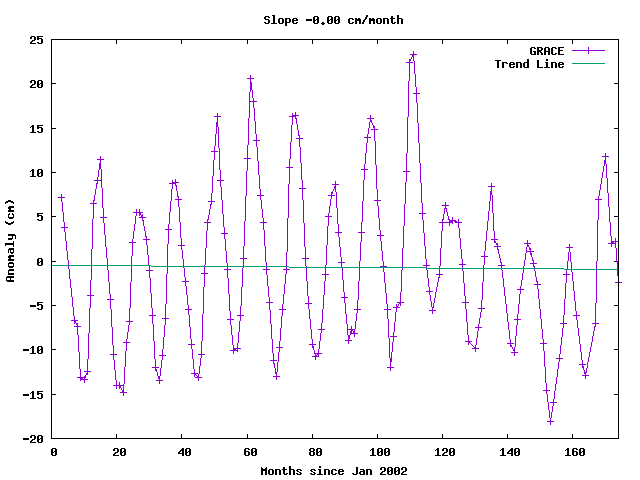 Slope -0.00 cm/month
GRACE
Trend Line
25
20
15
10
5
0
-5
-10
-15
-20
Anomaly (cm)
0 20 40 60 80 100 120 140 160
Months since Jan 2002